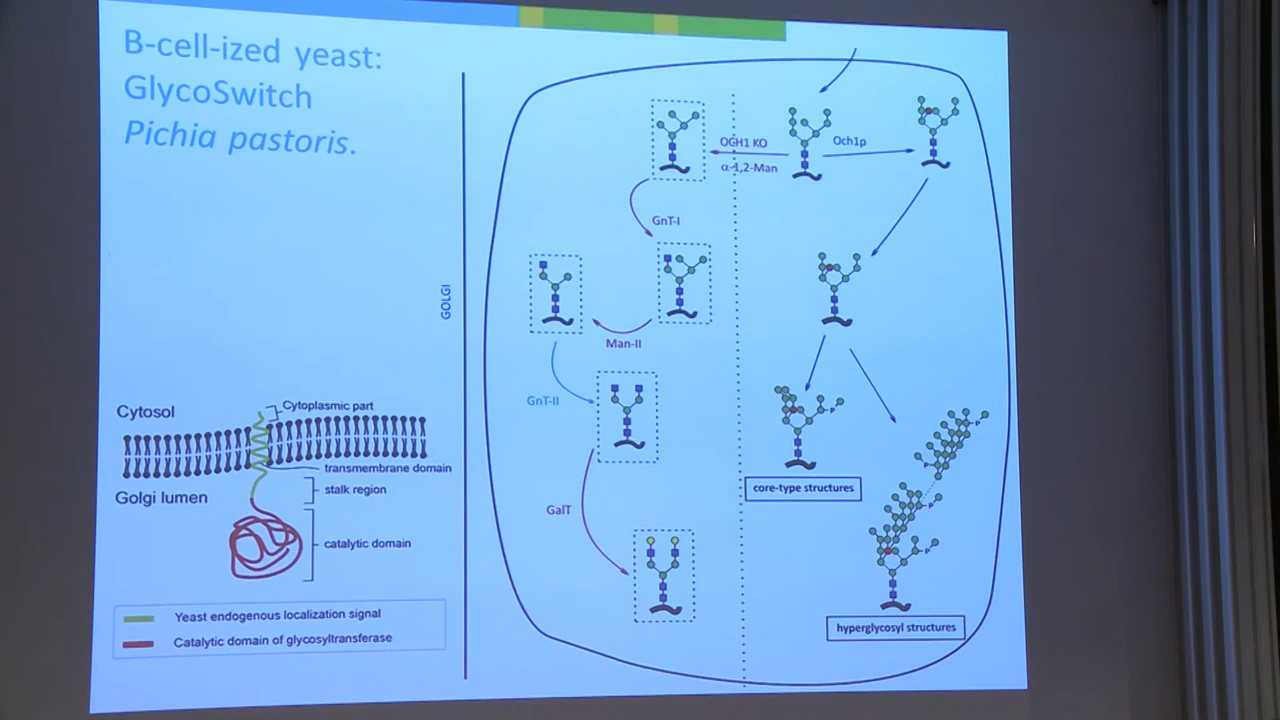 B-cell-ized yeast:
GlycoSwitch
Pichia pastoris.
GOLGI
OGH1 KO
α-1,2-Man
Och1p
GnT-I
Man-II
GnT-II
GalT
core-type structures
hyperglycosyl structures
P
P
P
P
P
Cytosol
Cytoplasmic part
transmembrane domain
Golgi lumen
stalk region
catalytic domain
Yeast endogenous localization signal
Catalytic domain of glycosyltransferase